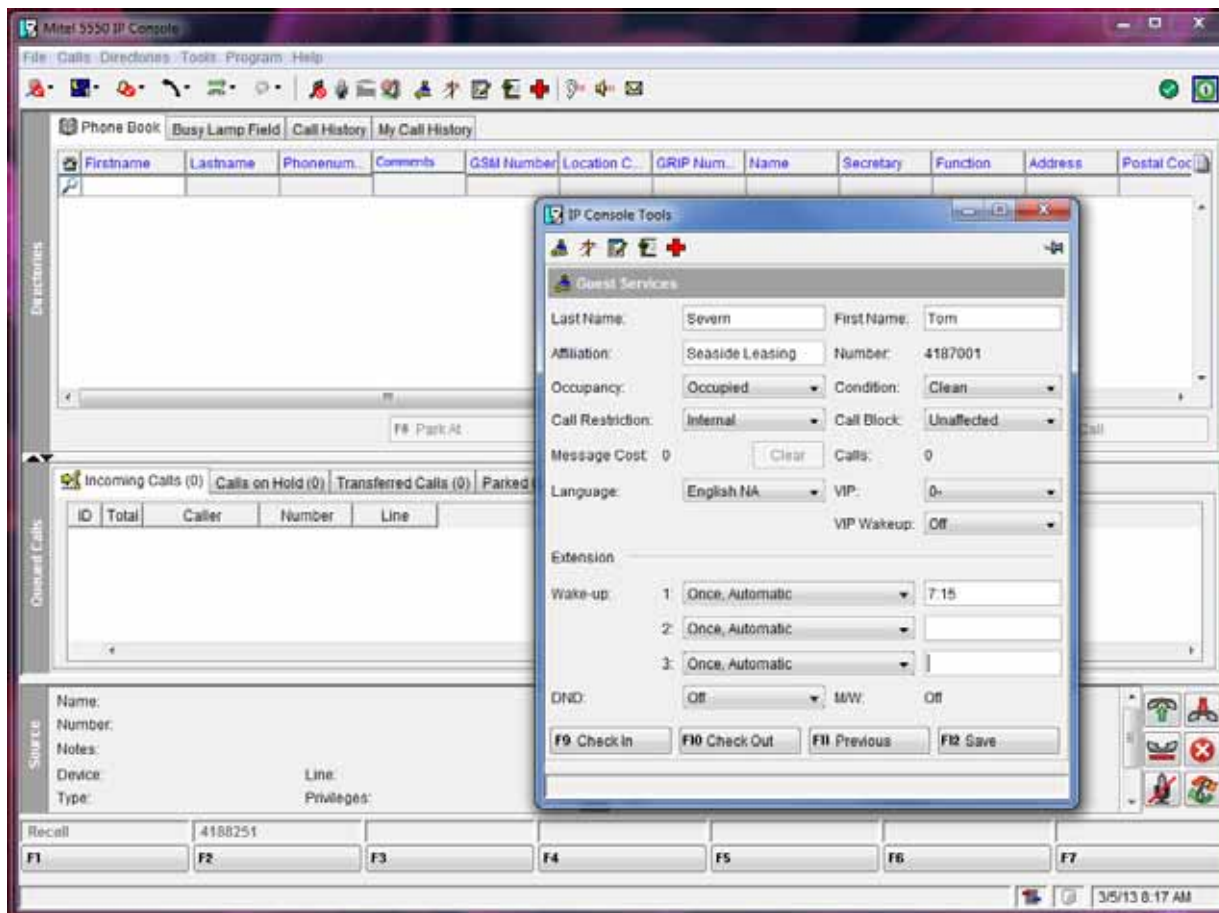 Mitel 5550 IP Console
File Calls Directories Tools Program Help
Phone Book Busy Lamp Field Call History My Call History
Firstname Lastname Phonenum... Comments GSM Number Location C... GRIP Num... Name Secretary Function Address Postal Coc
Directories
F8 Park At
Call
IP Console Tools
Guest Services
Last Name: Severn First Name: Tom
Affiliation: Seaside Leasing Number: 4187001
Occupancy: Occupied Condition: Clean
Call Restriction: Internal Call Block: Unaffected
Message Cost: 0 Clear Calls: 0
Language: English NA VIP: 0-
VIP Wakeup: Off
Extension
Wake-up: 1: Once, Automatic 7:15
2: Once, Automatic
3: Once, Automatic
DND: Off M/W: Off
F9 Check In F10 Check Out F11 Previous F12 Save
Queued Calls
Incoming Calls (0) Calls on Hold (0) Transferred Calls (0) Parked
ID Total Caller Number Line
Source
Name:
Number:
Notes:
Device: Line:
Type: Privileges:
Recall 4188251
F1 F2 F3 F4 F5 F6 F7
3/5/13 8:17 AM